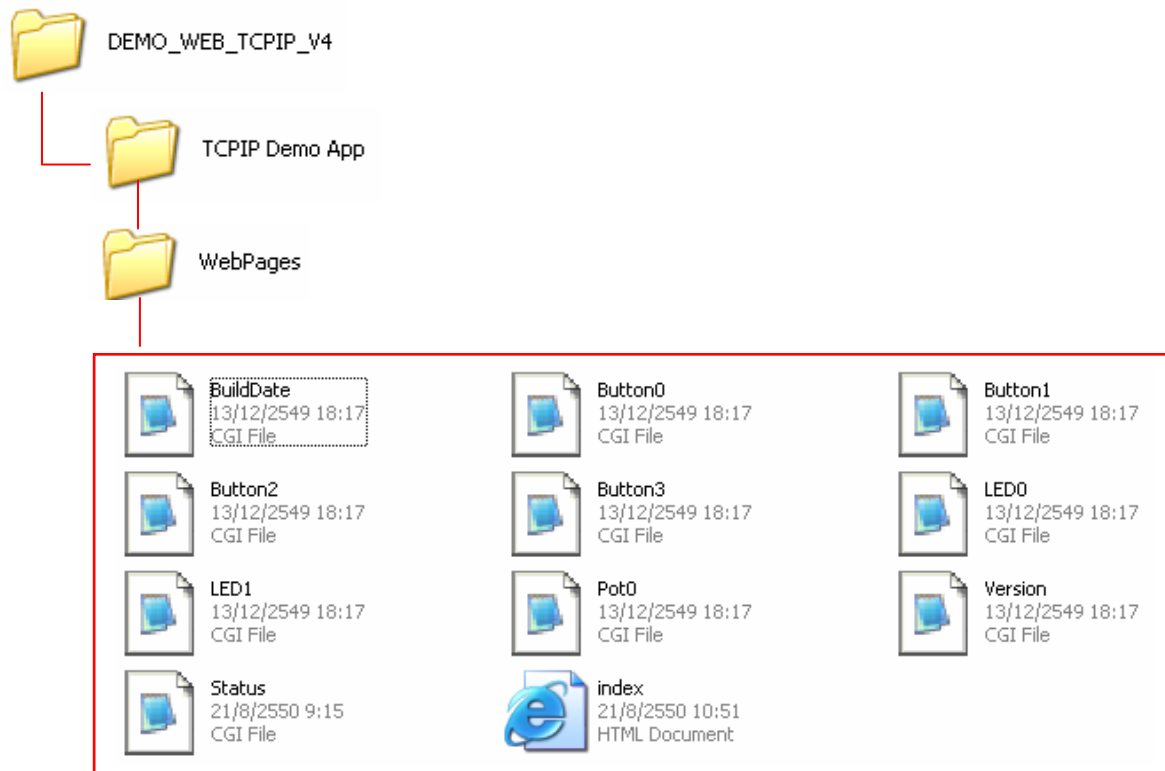 DEMO_WEB_TCPIP_V4
TCPIP Demo App
WebPages
BuildDate
13/12/2549 18:17
CGI File
Button0
13/12/2549 18:17
CGI File
Button1
13/12/2549 18:17
CGI File
Button2
13/12/2549 18:17
CGI File
Button3
13/12/2549 18:17
CGI File
LED0
13/12/2549 18:17
CGI File
LED1
13/12/2549 18:17
CGI File
Pot0
13/12/2549 18:17
CGI File
Version
13/12/2549 18:17
CGI File
Status
21/8/2550 9:15
CGI File
index
21/8/2550 10:51
HTML Document